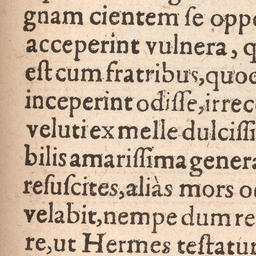 gnam cientem ſe oppo
acceperint vulnera, q
eſt cum fratribus, quoc
inceperint odiſſe, irrec
veluti ex melle dulciſſi
bilis amariſſima genera
reſuſcites, aliàs mors o
velabit, nempe dum re
re, ut Hermes teſtatur